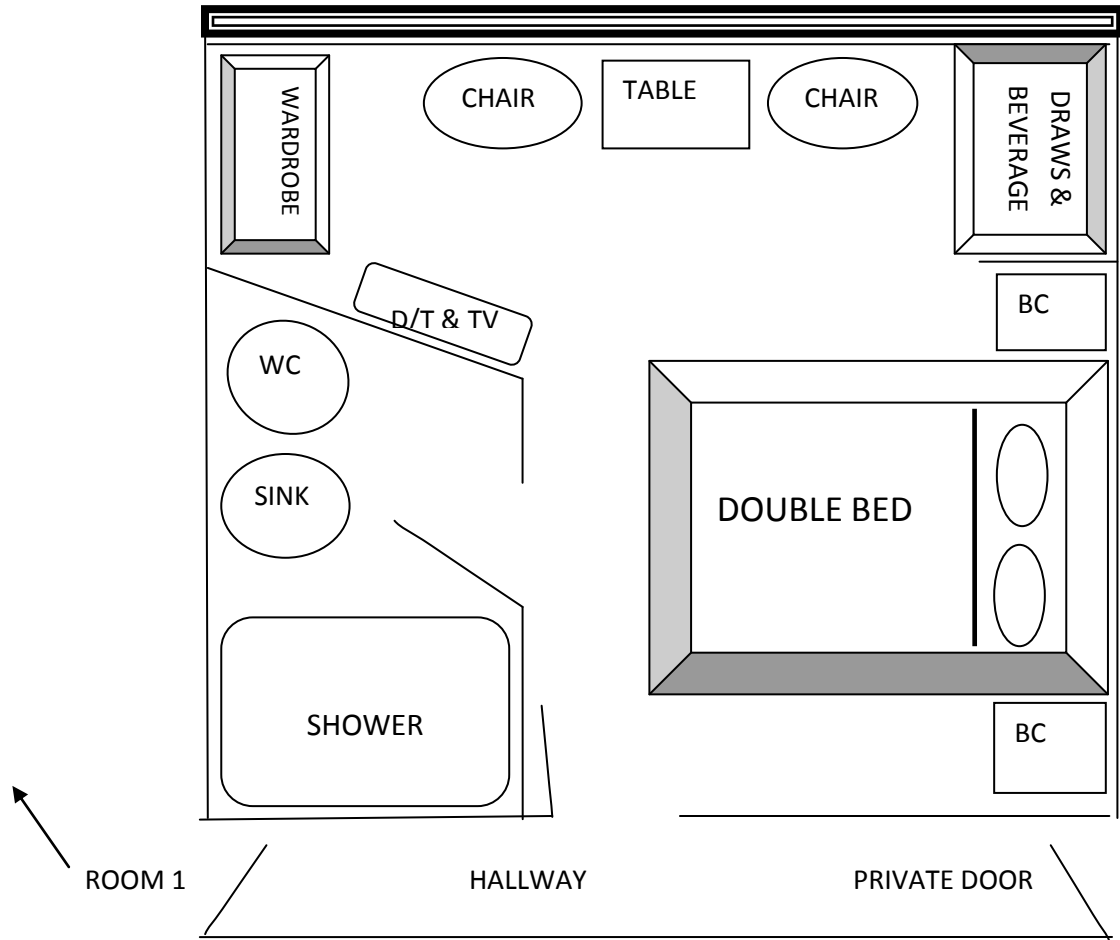 CHAIR
TABLE
CHAIR
WARDROBE
DRAWS &
BEVERAGE
D/T & TV
BC
WC
SINK
DOUBLE BED
SHOWER
BC
ROOM 1
HALLWAY
PRIVATE DOOR